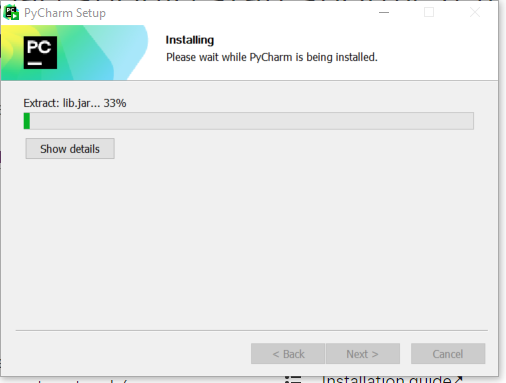 PyCharm Setup
PC
Installing
Please wait while PyCharm is being installed.
Extract: lib.jar... 33%
Show details
< Back
Next >
Cancel
Installation guide↗